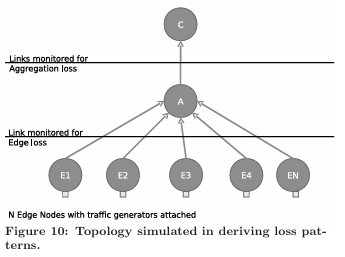 C
Links monitored for
Aggregation loss
A
Link monitored for
Edge loss
E1 E2 E3 E4 EN
N Edge Nodes with traffic generators attached
Figure 10: Topology simulated in deriving loss pat-
terns.